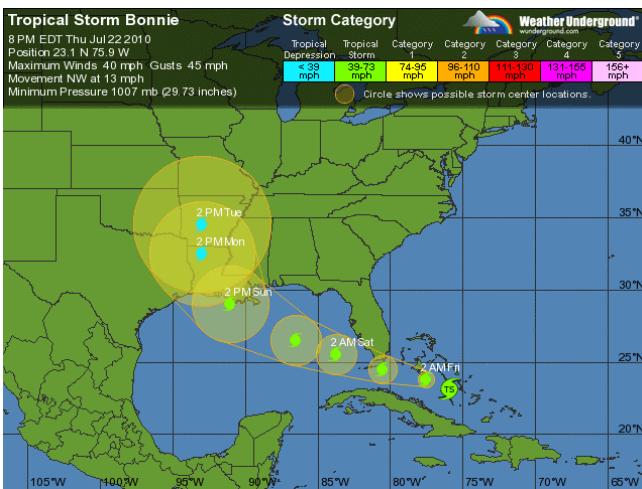 Tropical Storm Bonnie
8 PM EDT Thu Jul 22 2010
Position 23.1 N 75.9 W
Maximum Winds 40 mph Gusts 45 mph
Movement NW at 13 mph
Minimum Pressure 1007 mb (29.73 inches)
Storm Category
Weather Underground
wunderground.com
Tropical Depression
< 39 mph
Tropical Storm
39-73 mph
Category 1
74-95 mph
Category 2
96-110 mph
Category 3
111-130 mph
Category 4
131-155 mph
Category 5
156+ mph
Circle shows possible storm center locations.
40°N
35°N
30°N
25°N
20°N
2 PM Tue
2 PM Mon
2 PM Sun
2 AM Sat
2 AM Fri
TS
105°W
95°W
90°W
85°W
80°W
75°W
70°W
65°W